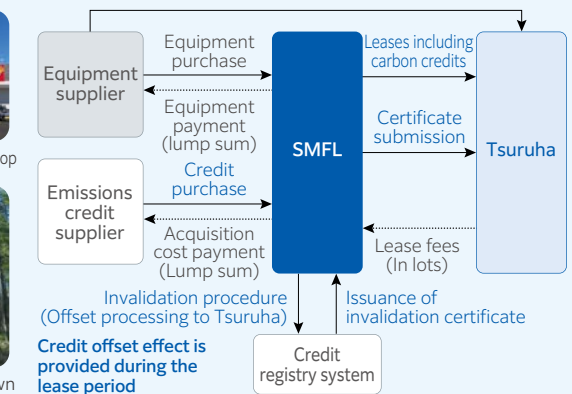 Equipment
purchase
Leases including
carbon credits
Equipment
supplier
Equipment
payment
(lump sum)
Certificate
submission
SMFL
Tsuruha
op
Credit
purchase
Emissions
credit
supplier
Acquisition
cost payment
(Lump sum)
Lease fees
(In lots)
Invalidation procedure
(Offset processing to Tsuruha)
Issuance of
invalidation certificate
Credit offset effect is
provided during the
lease period
Credit
registry system
wn